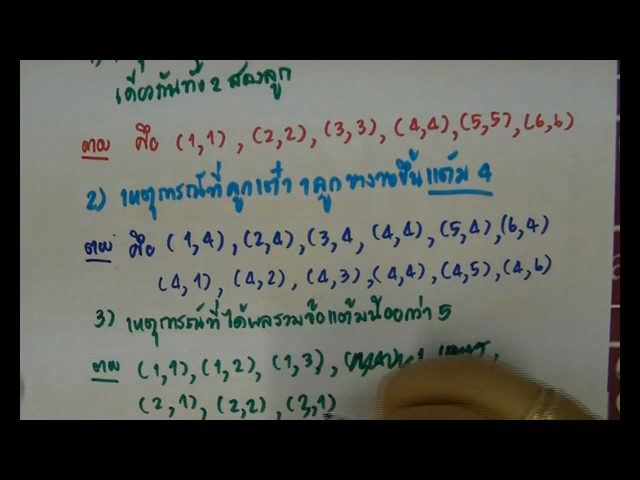 เดียวกันทั้ง 2 สองลูก
ตอบ คือ (1,1) , (2,2) , (3,3) , (4,4) , (5,5) , (6,6)
2) เหตุการณ์ที่ลูกเต๋า 1 ลูก หงายขึ้นแต้ม 4
ตอบ คือ (1,4) , (2,4) , (3,4 , (4,4) , (5,4) , (6,4)
(4,1) , (4,2) , (4,3) , (4,4) , (4,5) , (4,6)
3) เหตุการณ์ที่ได้ผลรวมของแต้มน้อยกว่า 5
ตอบ (1,1) , (1,2) , (1,3) ,
(2,1) , (2,2) , (3,1)